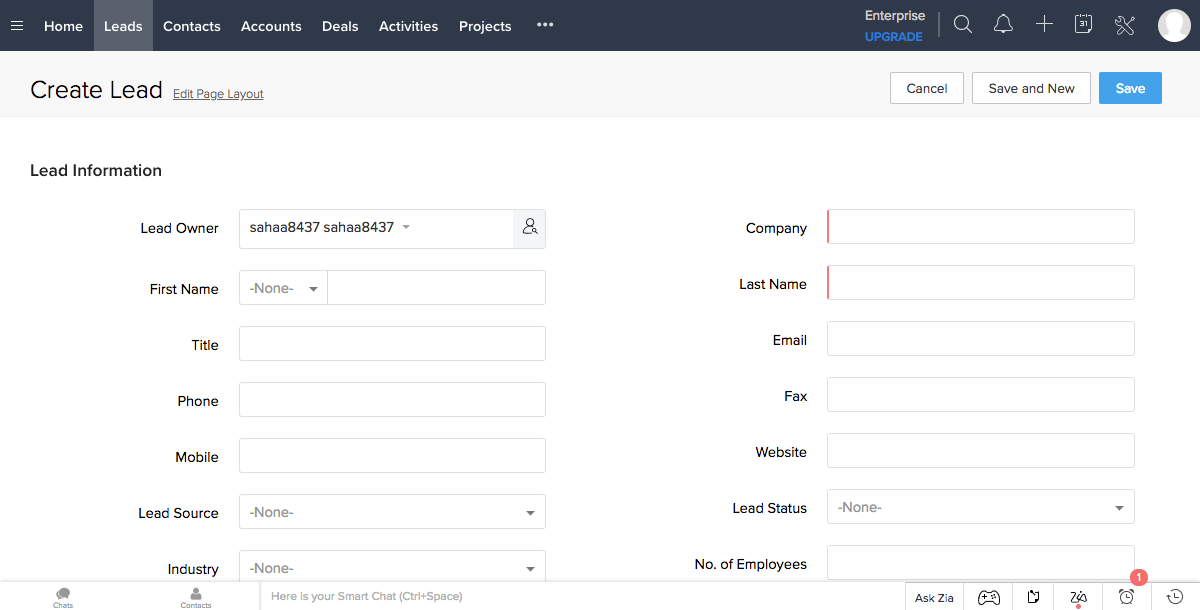 Home Leads Contacts Accounts Deals Activities Projects ••• Enterprise
UPGRADE
31
Create Lead Edit Page Layout Cancel Save and New Save
Lead Information
Lead Owner sahaa8437 sahaa8437 Company
First Name -None- Last Name
Title Email
Phone Fax
Mobile Website
Lead Source -None- Lead Status -None-
Industry -None- No. of Employees
1
Chats Contacts Here is your Smart Chat (Ctrl+Space) Ask Zia